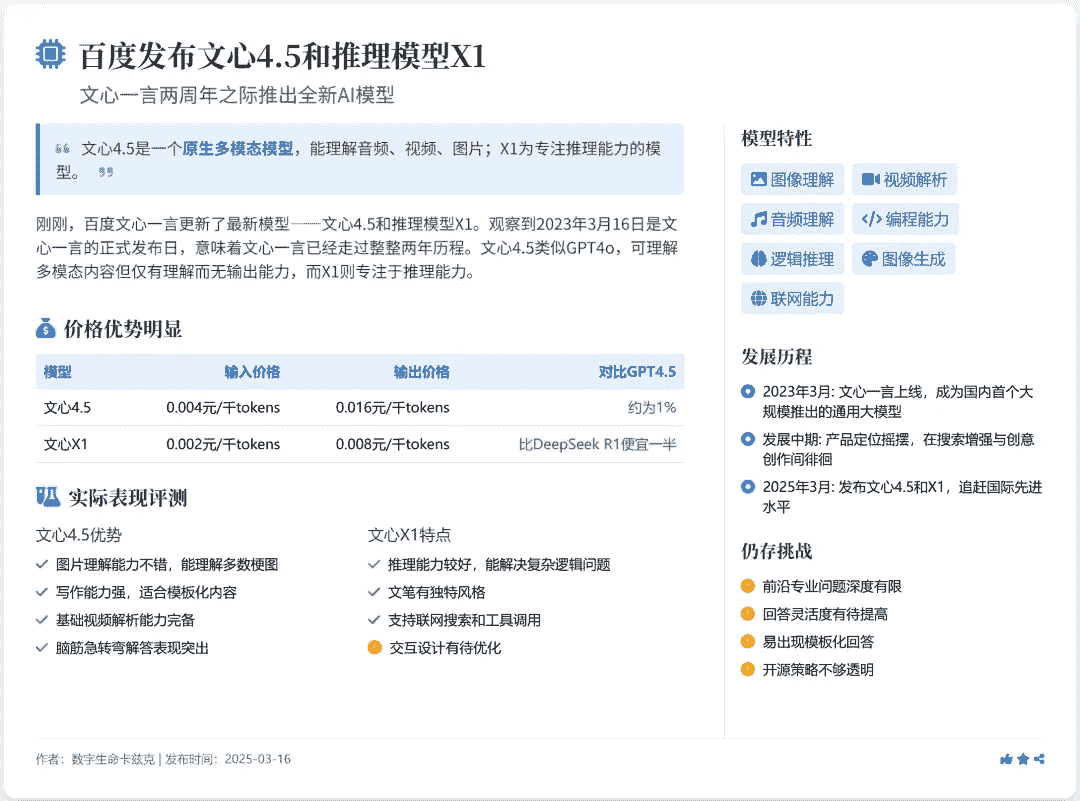 百度发布文心4.5和推理模型X1
文心一言两周年之际推出全新AI模型
“ 文心4.5是一个原生多模态模型，能理解音频、视频、图片；X1为专注推理能力的模
型。 ”
刚刚，百度文心一言更新了最新模型——文心4.5和推理模型X1。观察到2023年3月16日是文
心一言的正式发布日，意味着文心一言已经走过整整两年历程。文心4.5类似GPT4o，可理解
多模态内容但仅有理解而无输出能力，而X1则专注于推理能力。
价格优势明显
模型 输入价格 输出价格 对比GPT4.5
文心4.5 0.004元/千tokens 0.016元/千tokens 约为1%
文心X1 0.002元/千tokens 0.008元/千tokens 比DeepSeek R1便宜一半
实际表现评测
文心4.5优势
图片理解能力不错，能理解多数梗图
写作能力强，适合模板化内容
基础视频解析能力完备
脑筋急转弯解答表现突出
文心X1特点
推理能力较好，能解决复杂逻辑问题
文笔有独特风格
支持联网搜索和工具调用
交互设计有待优化
模型特性
图像理解 视频解析
音频理解 编程能力
逻辑推理 图像生成
联网能力
发展历程
2023年3月: 文心一言上线，成为国内首个大
规模推出的通用大模型
发展中期: 产品定位摇摆，在搜索增强与创意
创作间徘徊
2025年3月: 发布文心4.5和X1，追赶国际先进
水平
仍存挑战
前沿专业问题深度有限
回答灵活度有待提高
易出现模板化回答
开源策略不够透明
作者：数字生命卡兹克 | 发布时间：2025-03-16